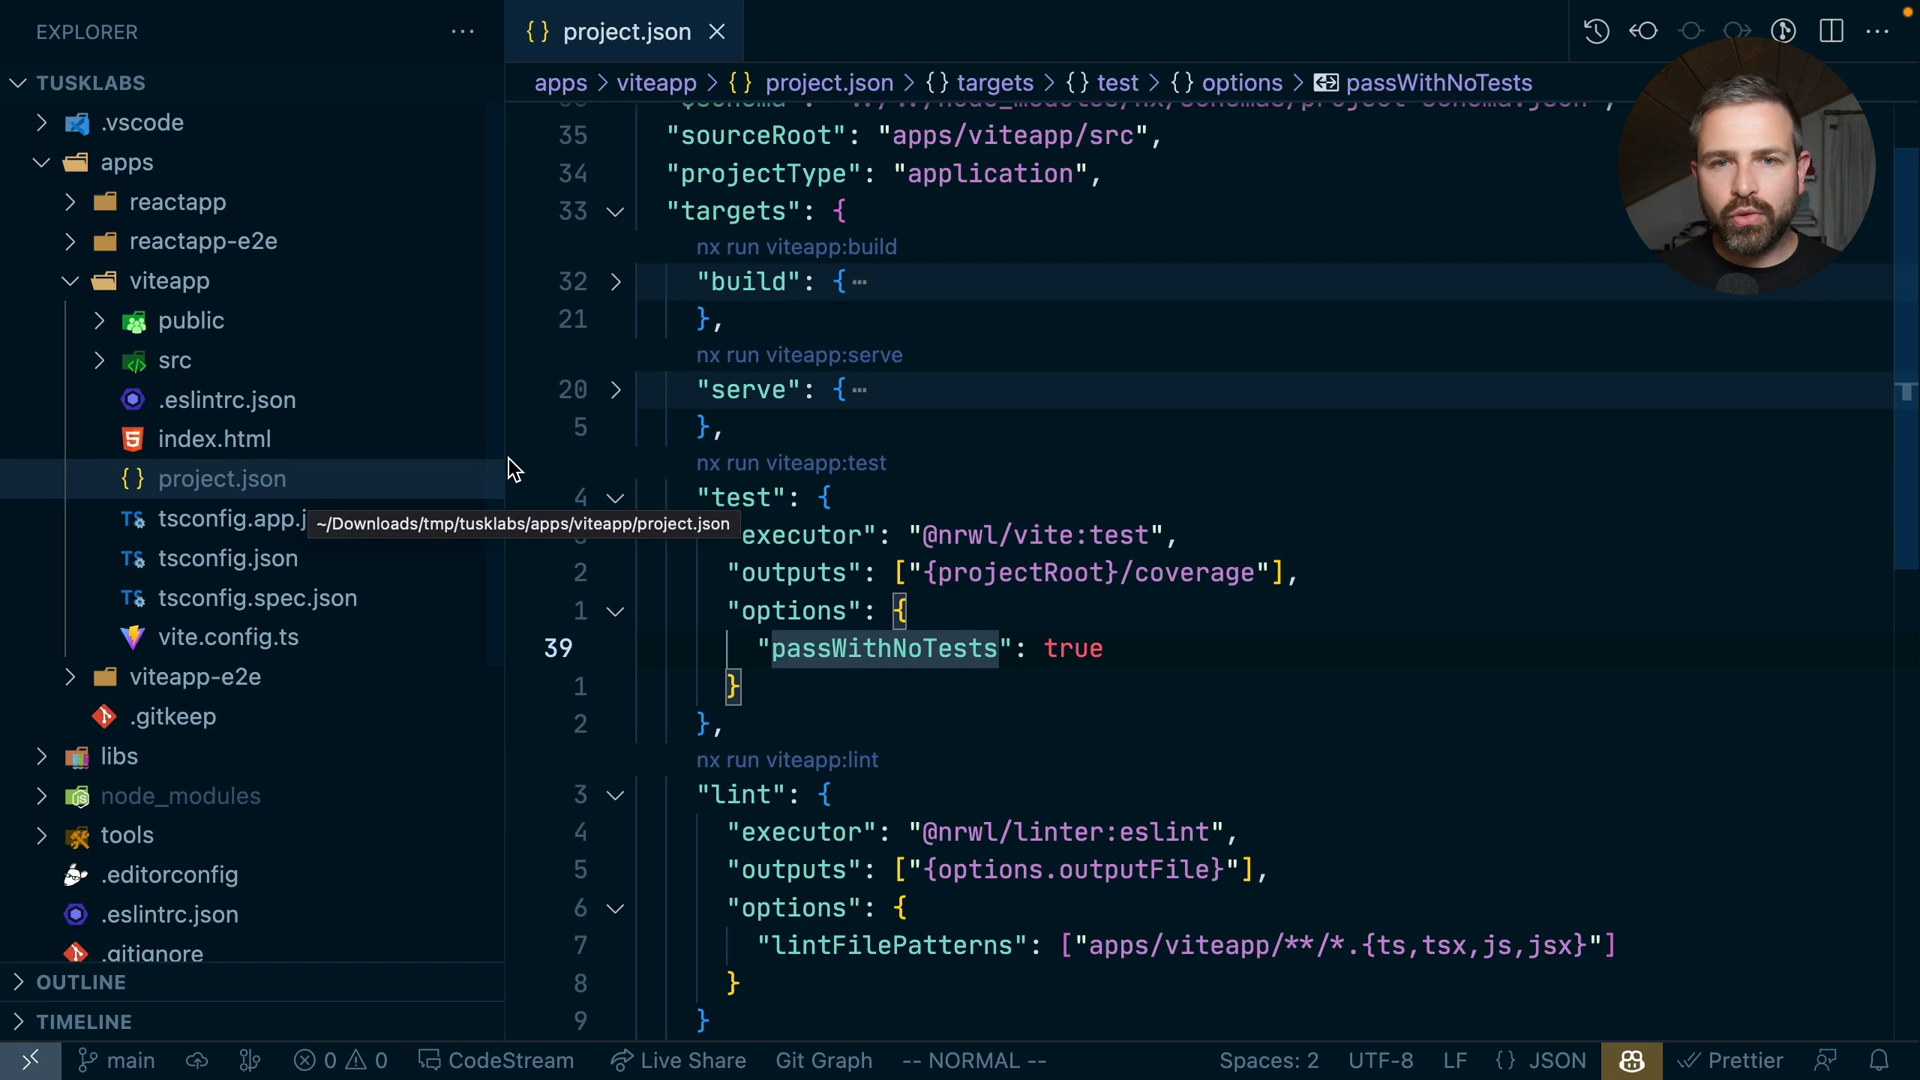 EXPLORER
TUSKLABS
.vscode
apps
reactapp
reactapp-e2e
viteapp
public
src
.eslintrc.json
index.html
project.json
tsconfig.app.j
~/Downloads/tmp/tusklabs/apps/viteapp/project.json
tsconfig.json
tsconfig.spec.json
vite.config.ts
viteapp-e2e
.gitkeep
libs
node_modules
tools
.editorconfig
.eslintrc.json
.gitignore
OUTLINE
TIMELINE
{} project.json
apps > viteapp > {} project.json > {} targets > {} test > {} options > passWithNoTests
35 "sourceRoot": "apps/viteapp/src",
34 "projectType": "application",
33 "targets": {
nx run viteapp:build
32 "build": {…
21 },
nx run viteapp:serve
20 "serve": {…
5 },
nx run viteapp:test
4 "test": {
executor": "@nrwl/vite:test",
2 "outputs": ["{projectRoot}/coverage"],
1 "options": {
39 "passWithNoTests": true
1 }
2 },
nx run viteapp:lint
3 "lint": {
4 "executor": "@nrwl/linter:eslint",
5 "outputs": ["{options.outputFile}"],
6 "options": {
7 "lintFilePatterns": ["apps/viteapp/**/*.{ts,tsx,js,jsx}"]
8 }
9 }
main 0 0 CodeStream Live Share Git Graph -- NORMAL -- Spaces: 2 UTF-8 LF {} JSON Prettier